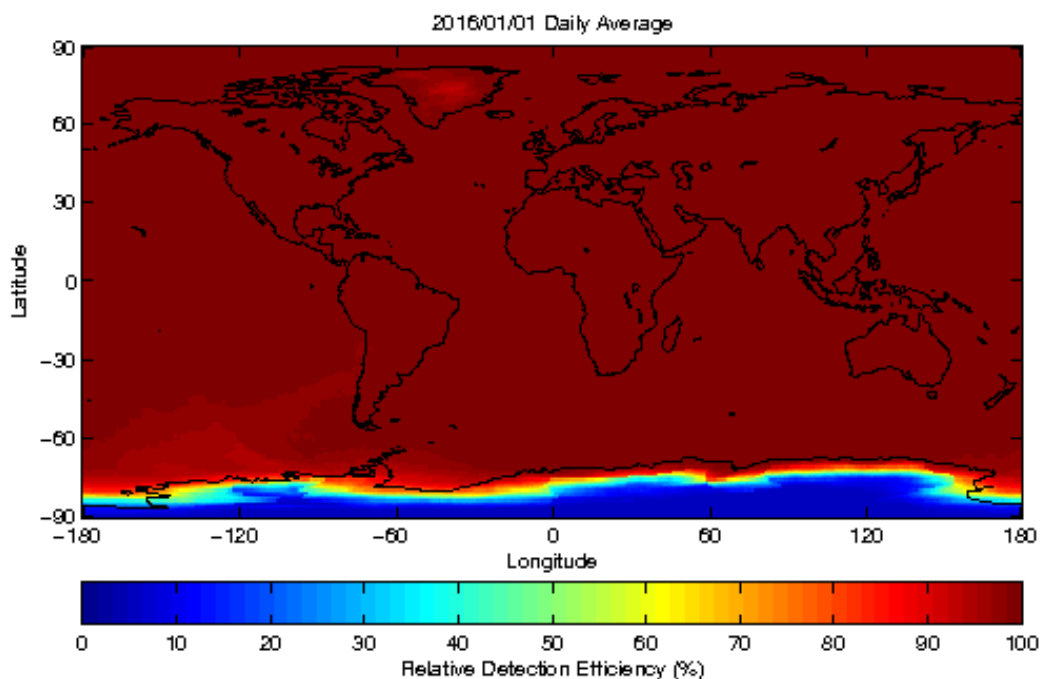 2016/01/01 Daily Average
90
60
30
0
−30
−60
−90
Latitude
−180 −120 −60 0 60 120 180
Longitude
0 10 20 30 40 50 60 70 80 90 100
Relative Detection Efficiency (%)